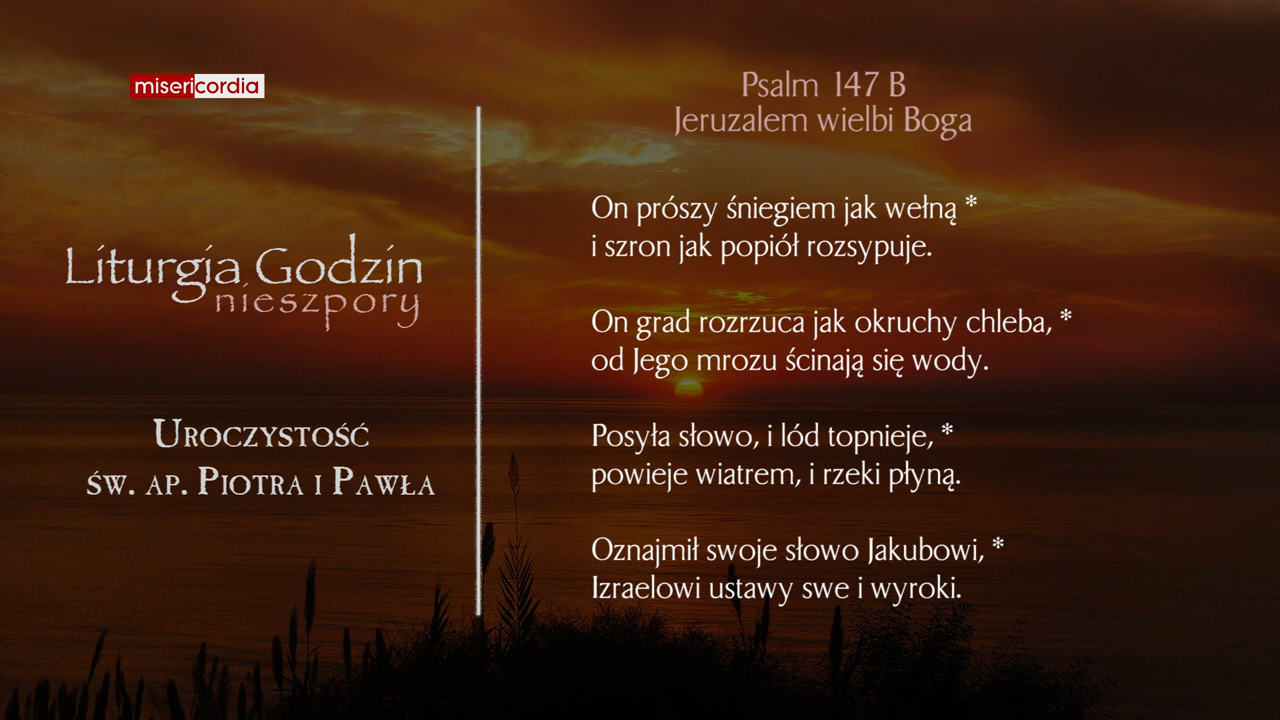 misericordia
Liturgia Godzin
nieszpory
Uroczystość
św. ap. Piotra i Pawła
Psalm 147 B
Jeruzalem wielbi Boga
On prószy śniegiem jak wełną *
i szron jak popiół rozsypuje.
On grad rozrzuca jak okruchy chleba, *
od Jego mrozu ścinają się wody.
Posyła słowo, i lód topnieje, *
powieje wiatrem, i rzeki płyną.
Oznajmił swoje słowo Jakubowi, *
Izraelowi ustawy swe i wyroki.